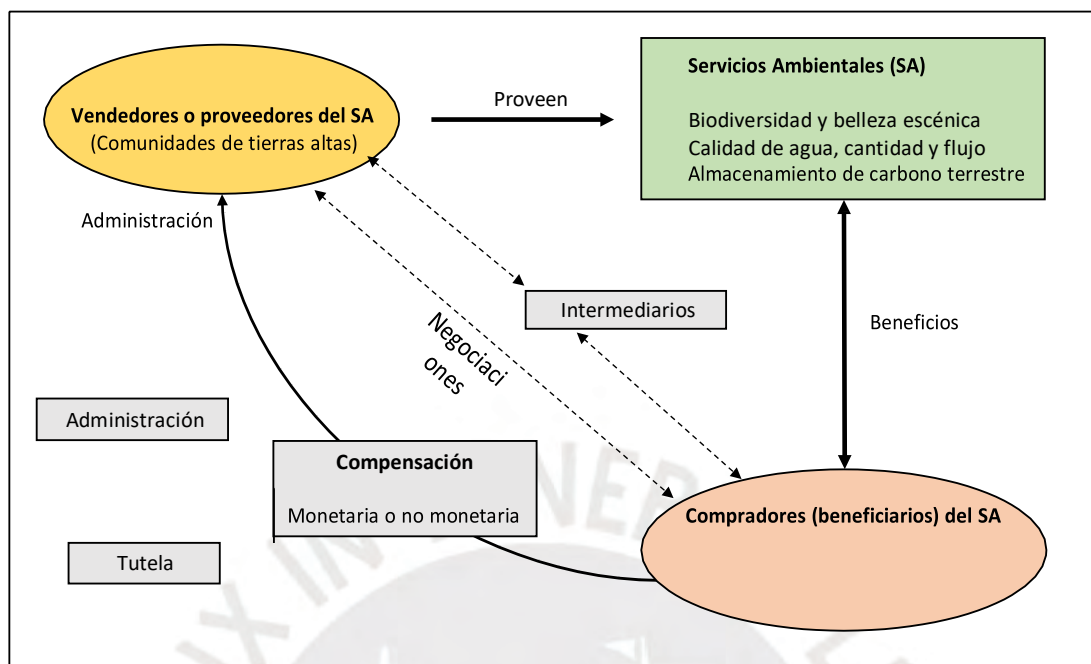 Vendedores o proveedores del SA
(Comunidades de tierras altas)
Proveen
Servicios Ambientales (SA)
Biodiversidad y belleza escénica
Calidad de agua, cantidad y flujo
Almacenamiento de carbono terrestre
Administración
Intermediarios
Beneficios
Negociaci
ones
Administración
Compensación
Monetaria o no monetaria
Compradores (beneficiarios) del SA
Tutela